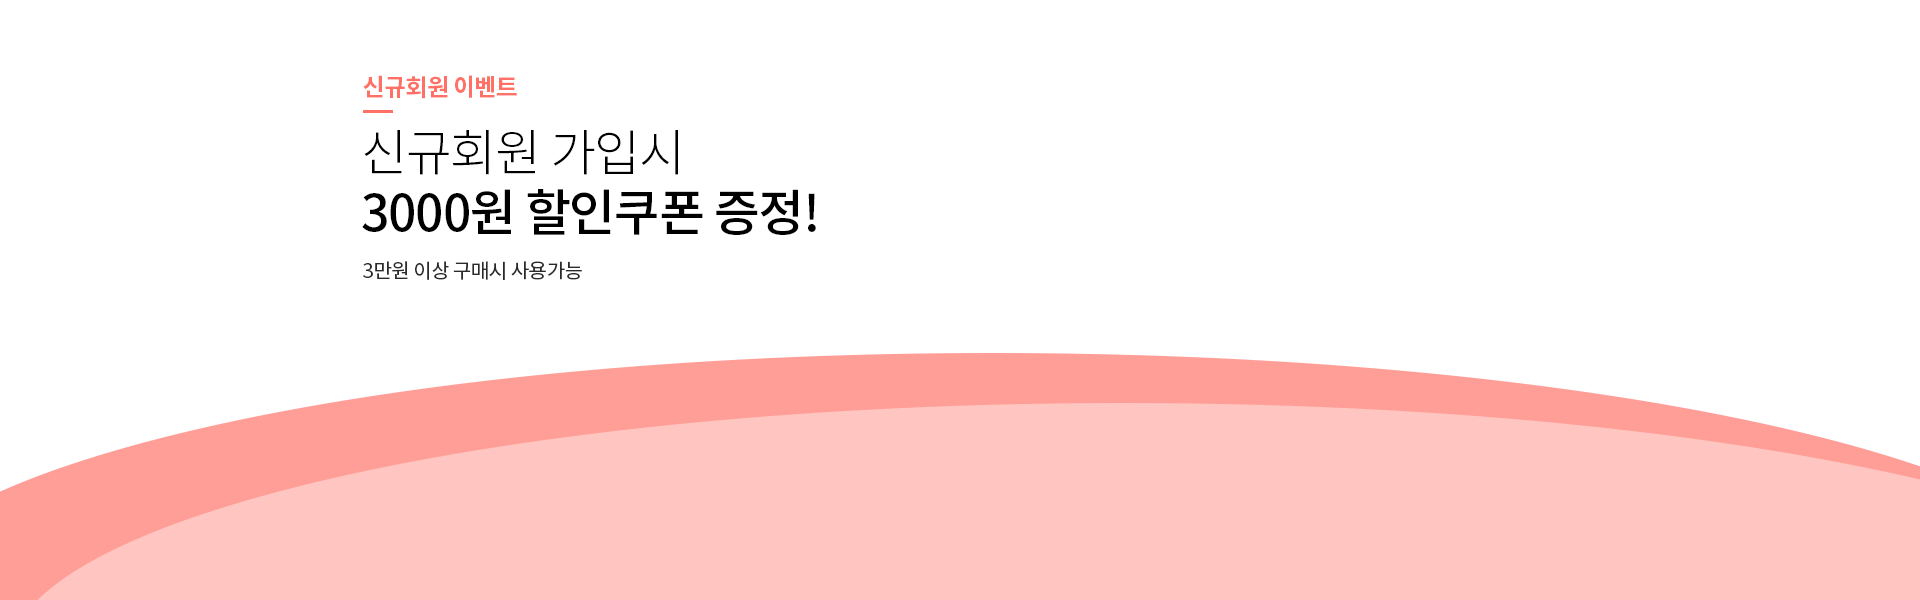 신규회원 이벤트
신규회원 가입시
3000원 할인쿠폰 증정!
3만원 이상 구매시 사용가능